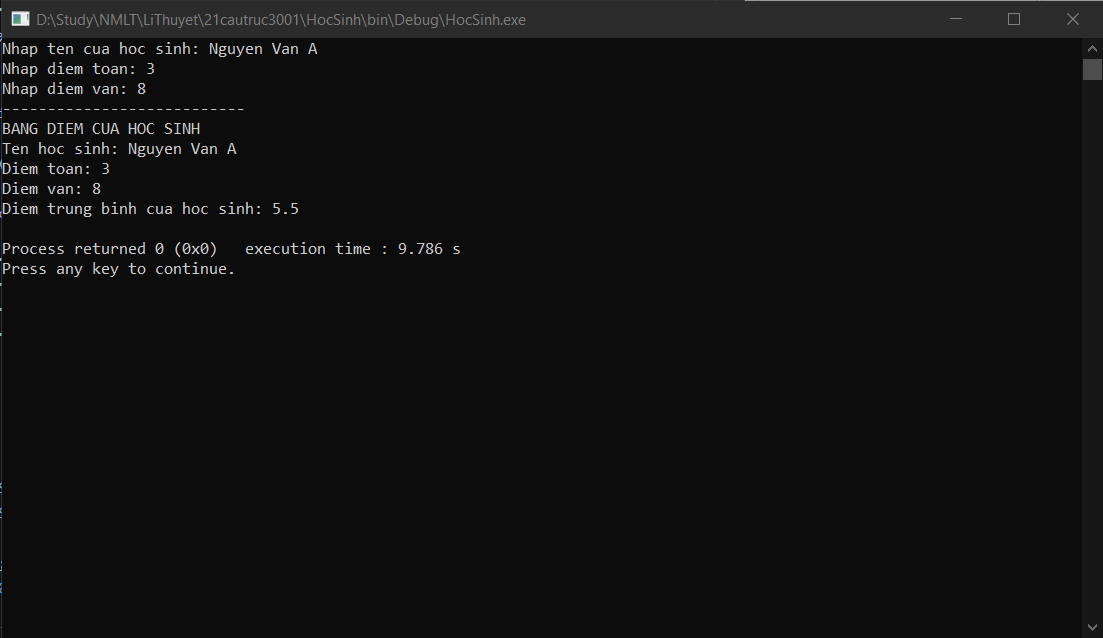 D:\Study\NMLT\LiThuyet\21cautruc3001\HocSinh\bin\Debug\HocSinh.exe
Nhap ten cua hoc sinh: Nguyen Van A
Nhap diem toan: 3
Nhap diem van: 8
---------------------------
BANG DIEM CUA HOC SINH
Ten hoc sinh: Nguyen Van A
Diem toan: 3
Diem van: 8
Diem trung binh cua hoc sinh: 5.5
Process returned 0 (0x0)   execution time : 9.786 s
Press any key to continue.